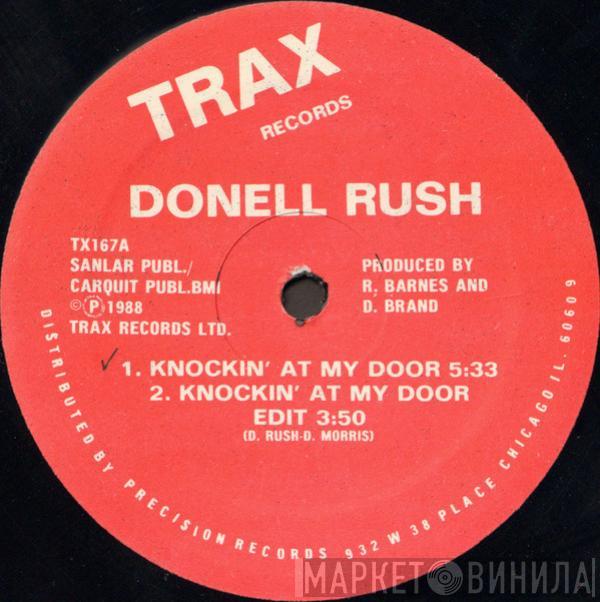 TRAX
RECORDS
DONELL RUSH
TX167A
SANLAR PUBL./
CARQUIT PUBL.BMI
©Ⓟ1988
TRAX RECORDS LTD.
PRODUCED BY
R, BARNES AND
D. BRAND
1. KNOCKIN' AT MY DOOR 5:33
2. KNOCKIN' AT MY DOOR
EDIT 3:50
(D. RUSH-D. MORRIS)
DISTRIBUTED BY PRECISION RECORDS 932 W 38 PLACE CHICAGO IL. 60609
МАРКЕТ ВИНИЛА